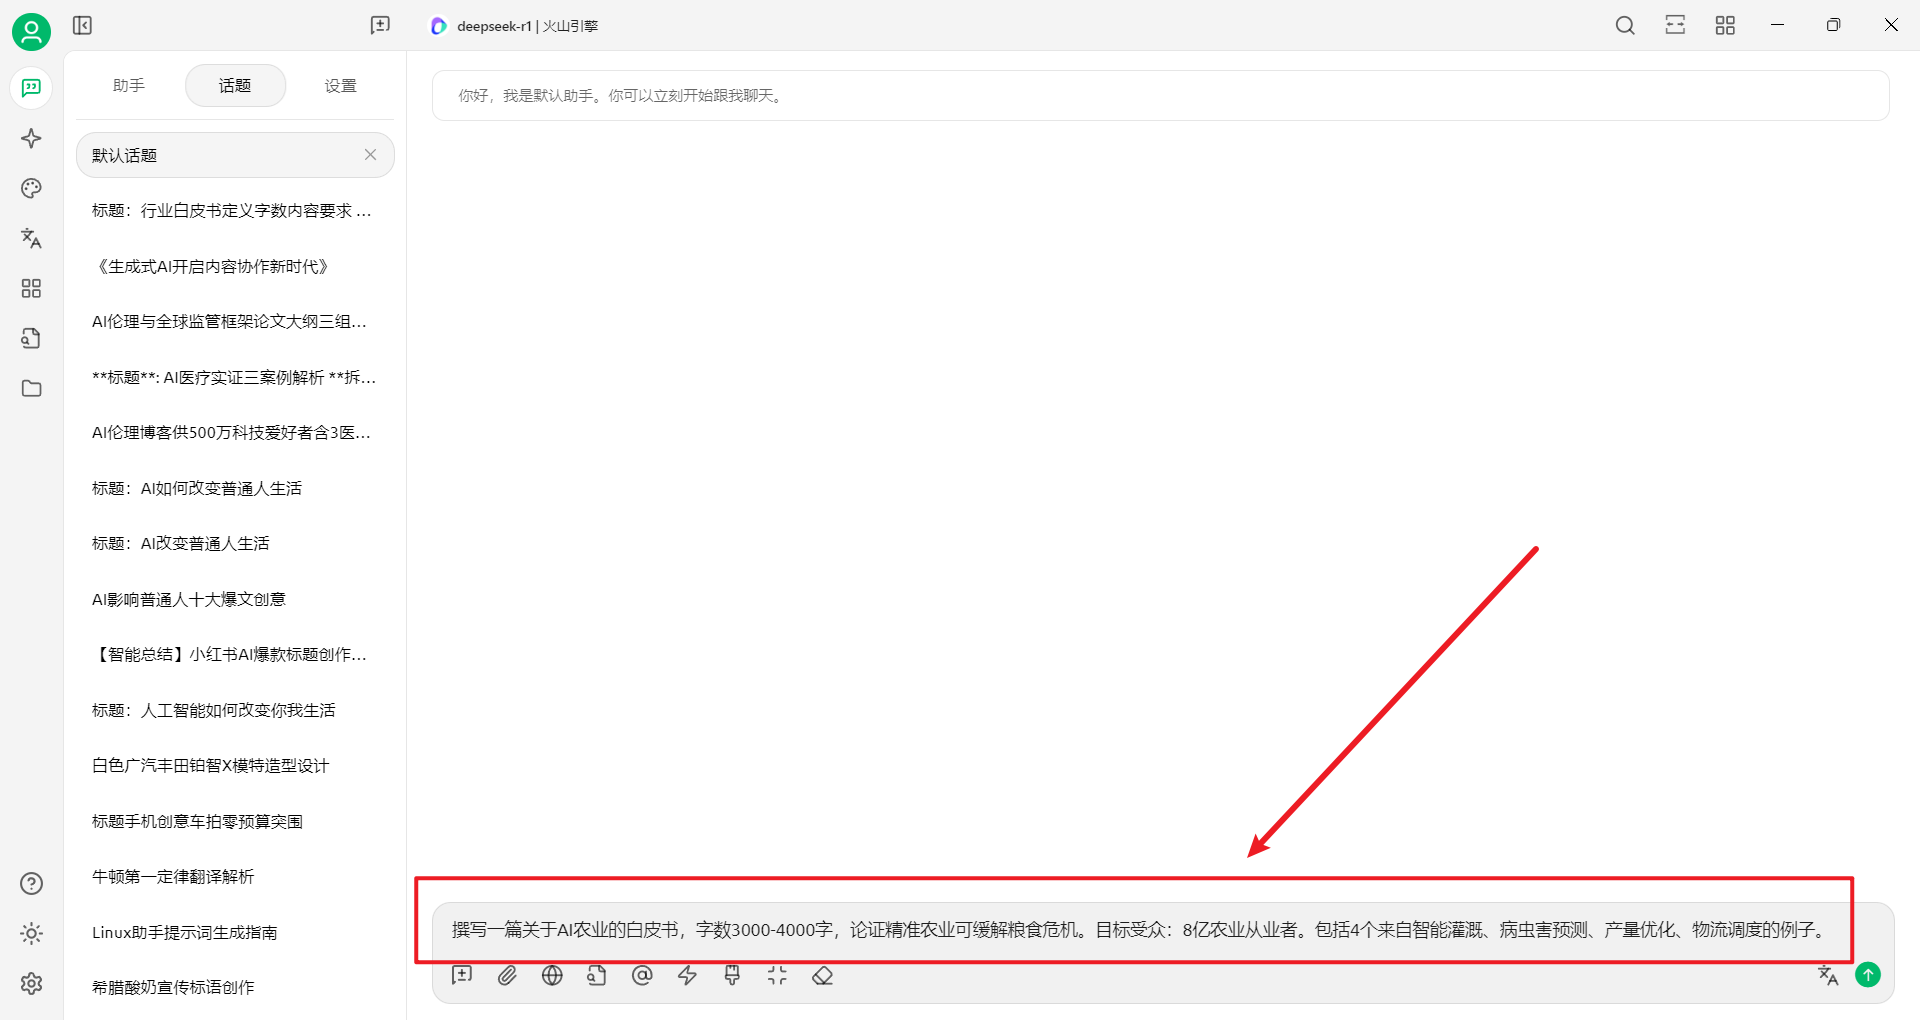 deepseek-r1 | 火山引擎
助手
话题
设置
默认话题
标题：行业白皮书定义字数内容要求 ...
《生成式AI开启内容协作新时代》
AI伦理与全球监管框架论文大纲三组...
**标题**: AI医疗实证三案例解析 **拆...
AI伦理博客供500万科技爱好者含3医...
标题：AI如何改变普通人生活
标题：AI改变普通人生活
AI影响普通人十大爆文创意
【智能总结】小红书AI爆款标题创作...
标题：人工智能如何改变你我生活
白色广汽丰田铂智X模特造型设计
标题手机创意车拍零预算突围
牛顿第一定律翻译解析
Linux助手提示词生成指南
希腊酸奶宣传标语创作
你好，我是默认助手。你可以立刻开始跟我聊天。
撰写一篇关于AI农业的白皮书，字数3000-4000字，论证精准农业可缓解粮食危机。目标受众：8亿农业从业者。包括4个来自智能灌溉、病虫害预测、产量优化、物流调度的例子。